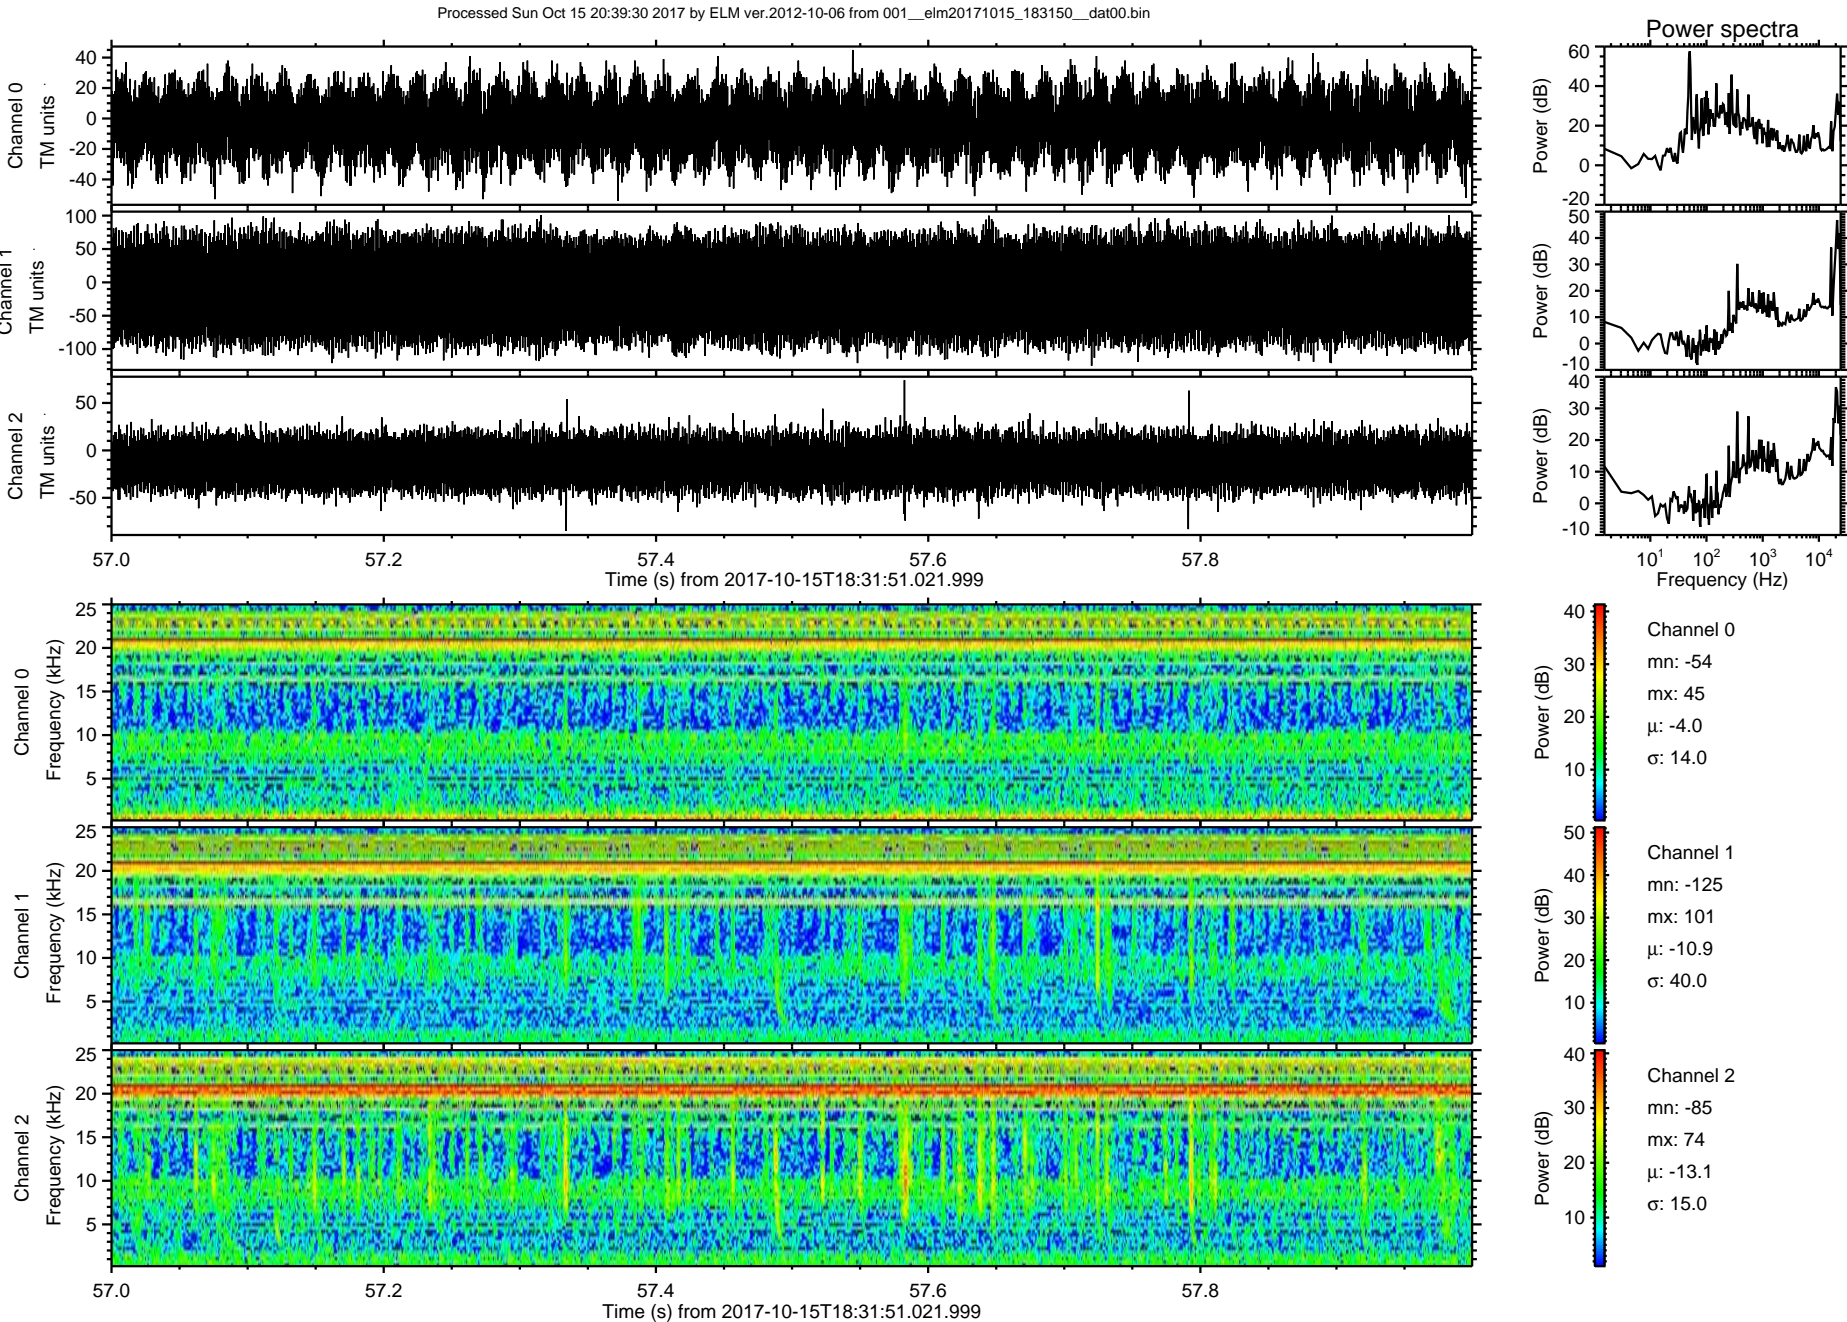 Processed Sun Oct 15 20:39:30 2017 by ELM ver.2012-10-06 from 001__elm20171015_183150__dat00.bin
Power spectra
Channel 0
TM units
40
20
0
-20
-40
Power (dB)
60
40
20
0
-20
Channel 1
TM units
100
50
0
-50
-100
Power (dB)
50
40
30
20
10
0
-10
Channel 2
TM units
50
0
-50
Power (dB)
40
30
20
10
0
-10
57.0 57.2 57.4 57.6 57.8
Time (s) from 2017-10-15T18:31:51.021.999
10¹ 10² 10³ 10⁴
Frequency (Hz)
Channel 0
Frequency (kHz)
25
20
15
10
5
Power (dB)
40
30
20
10
Channel 0
mn: -54
mx: 45
µ: -4.0
σ: 14.0
Channel 1
Frequency (kHz)
25
20
15
10
5
Power (dB)
50
40
30
20
10
Channel 1
mn: -125
mx: 101
µ: -10.9
σ: 40.0
Channel 2
Frequency (kHz)
25
20
15
10
5
Power (dB)
40
30
20
10
Channel 2
mn: -85
mx: 74
µ: -13.1
σ: 15.0
57.0 57.2 57.4 57.6 57.8
Time (s) from 2017-10-15T18:31:51.021.999